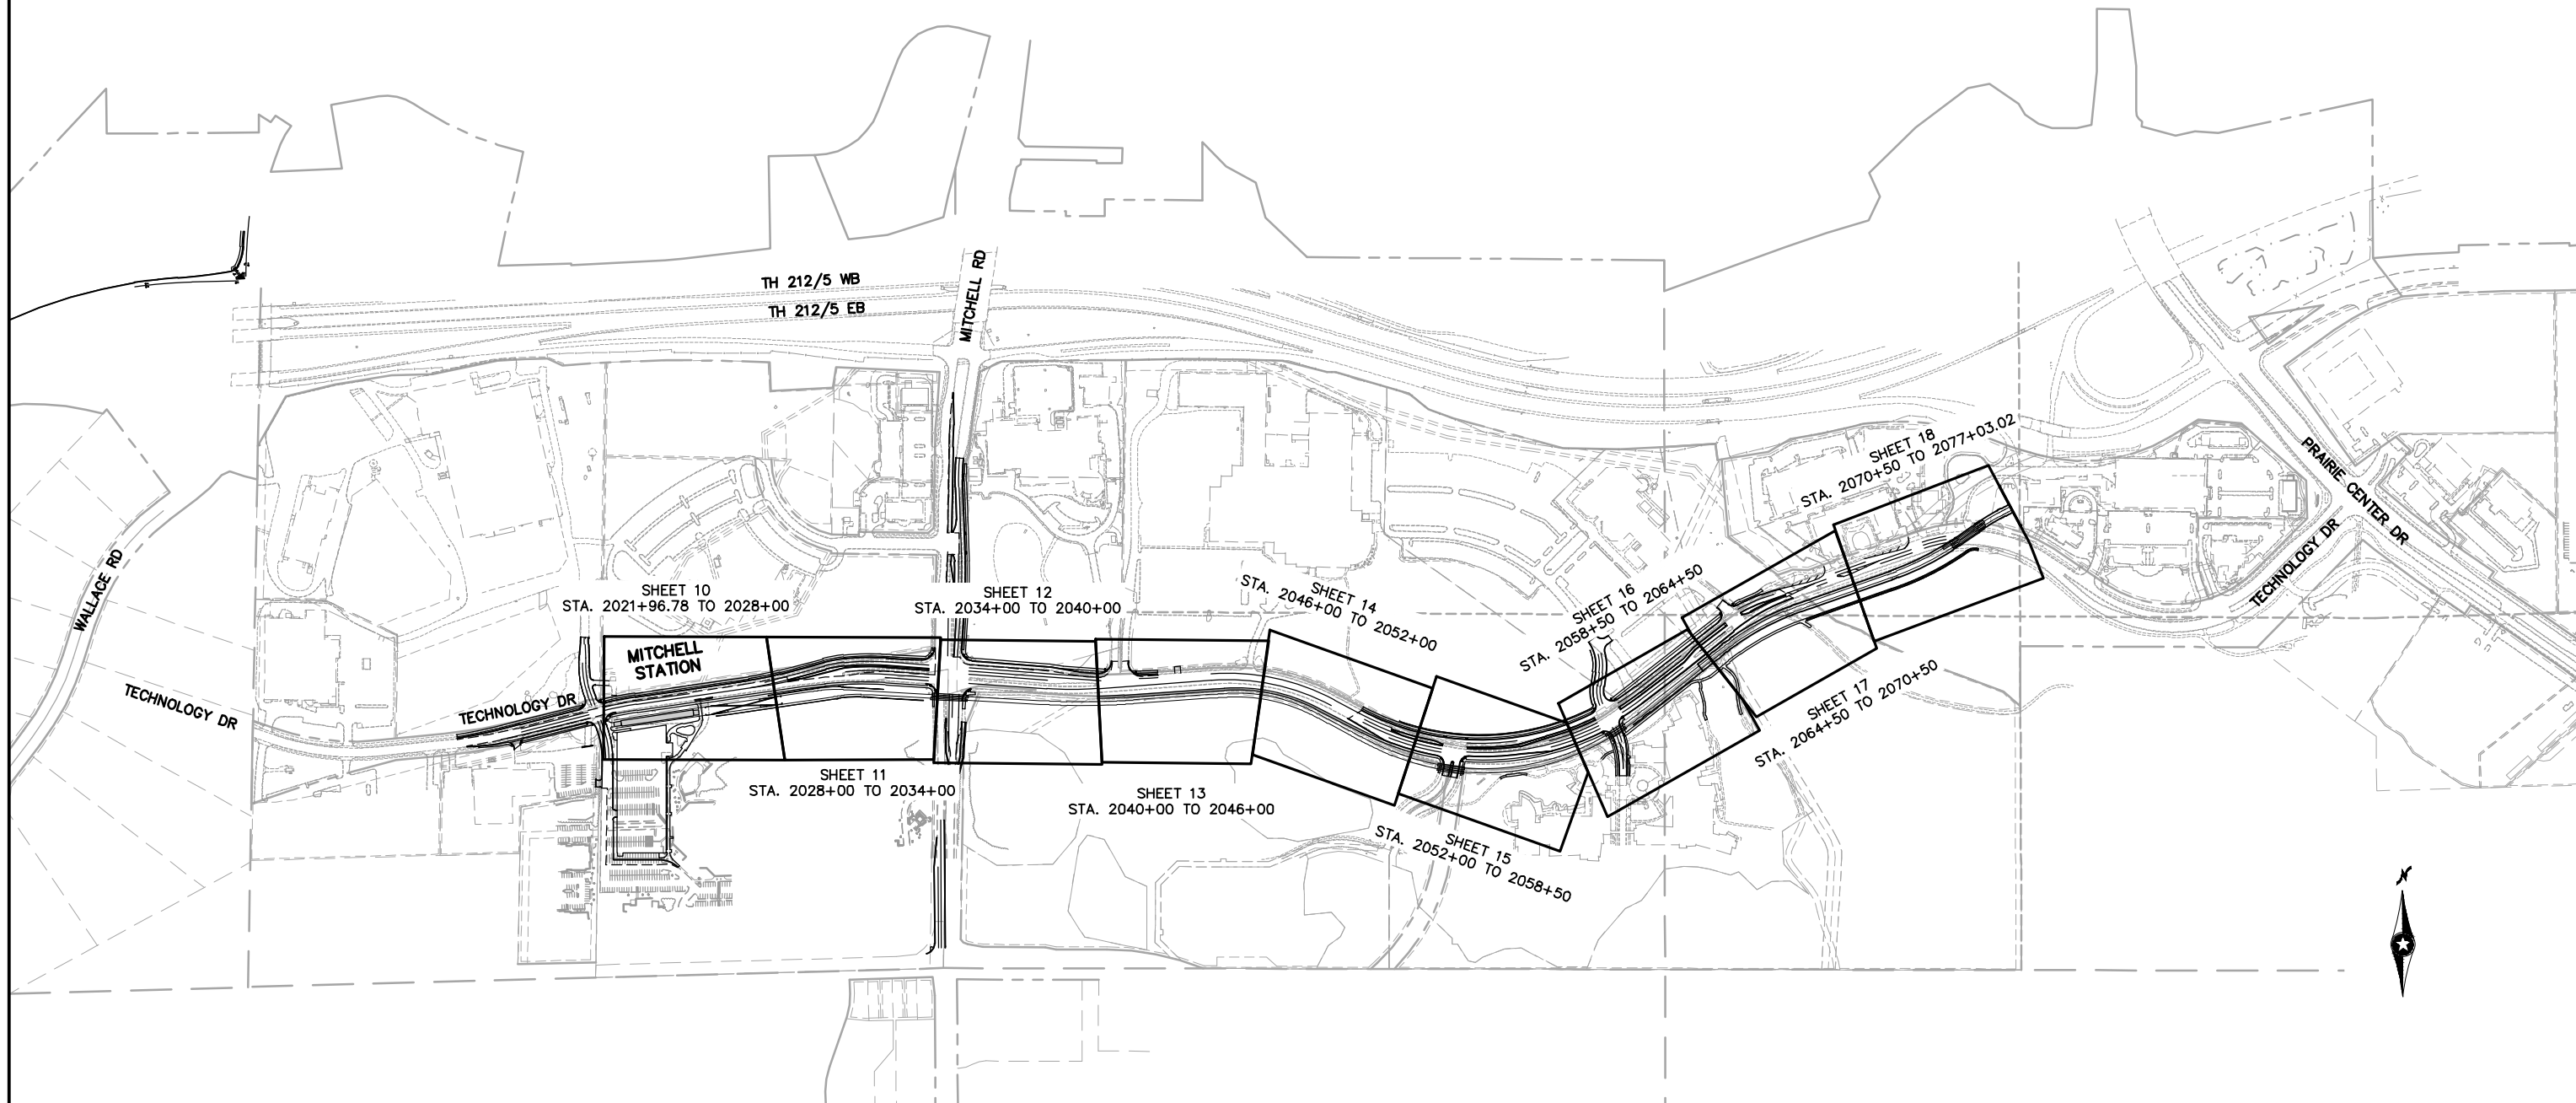 TH 212/5 WB
TH 212/5 EB
MITCHELL RD
WALLACE RD
TECHNOLOGY DR
TECHNOLOGY DR
SHEET 10
STA. 2021+96.78 TO 2028+00
MITCHELL
STATION
SHEET 11
STA. 2028+00 TO 2034+00
SHEET 12
STA. 2034+00 TO 2040+00
SHEET 13
STA. 2040+00 TO 2046+00
SHEET 14
STA. 2046+00 TO 2052+00
SHEET 15
STA. 2052+00 TO 2058+50
SHEET 16
STA. 2058+50 TO 2064+50
SHEET 17
STA. 2064+50 TO 2070+50
SHEET 18
STA. 2070+50 TO 2077+03.02
PRAIRIE CENTER DR
TECHNOLOGY DR
N